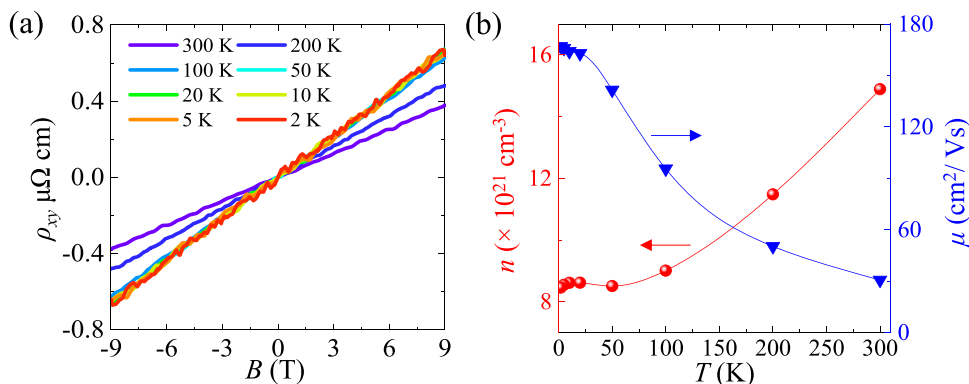 (a)
0.8
0.4
0.0
-0.4
-0.8
ρxy μΩ cm
300 K
200 K
100 K
50 K
20 K
10 K
5 K
2 K
-9
-6
-3
0
3
6
9
B (T)
(b)
16
12
8
n (× 10²¹ cm⁻³)
180
120
60
0
μ (cm²/ Vs)
0
50
100
150
200
250
300
T (K)